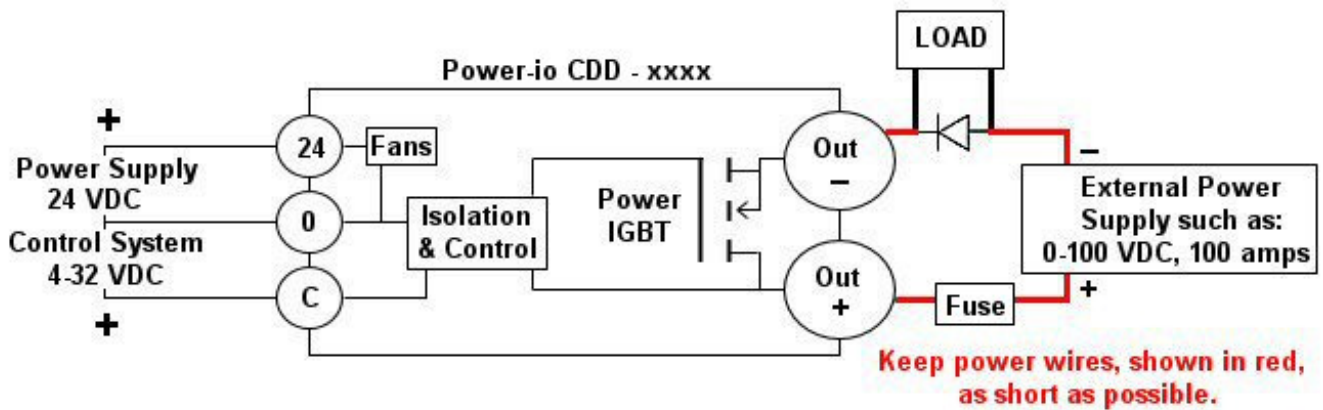 LOAD
Power-io CDD - xxxx
+
24
Fans
Out
–
–
Power Supply
24 VDC
Power
IGBT
External Power
Supply such as:
0-100 VDC, 100 amps
0
Isolation
& Control
Control System
4-32 VDC
C
Out
+
Fuse
+
+
Keep power wires, shown in red,
as short as possible.